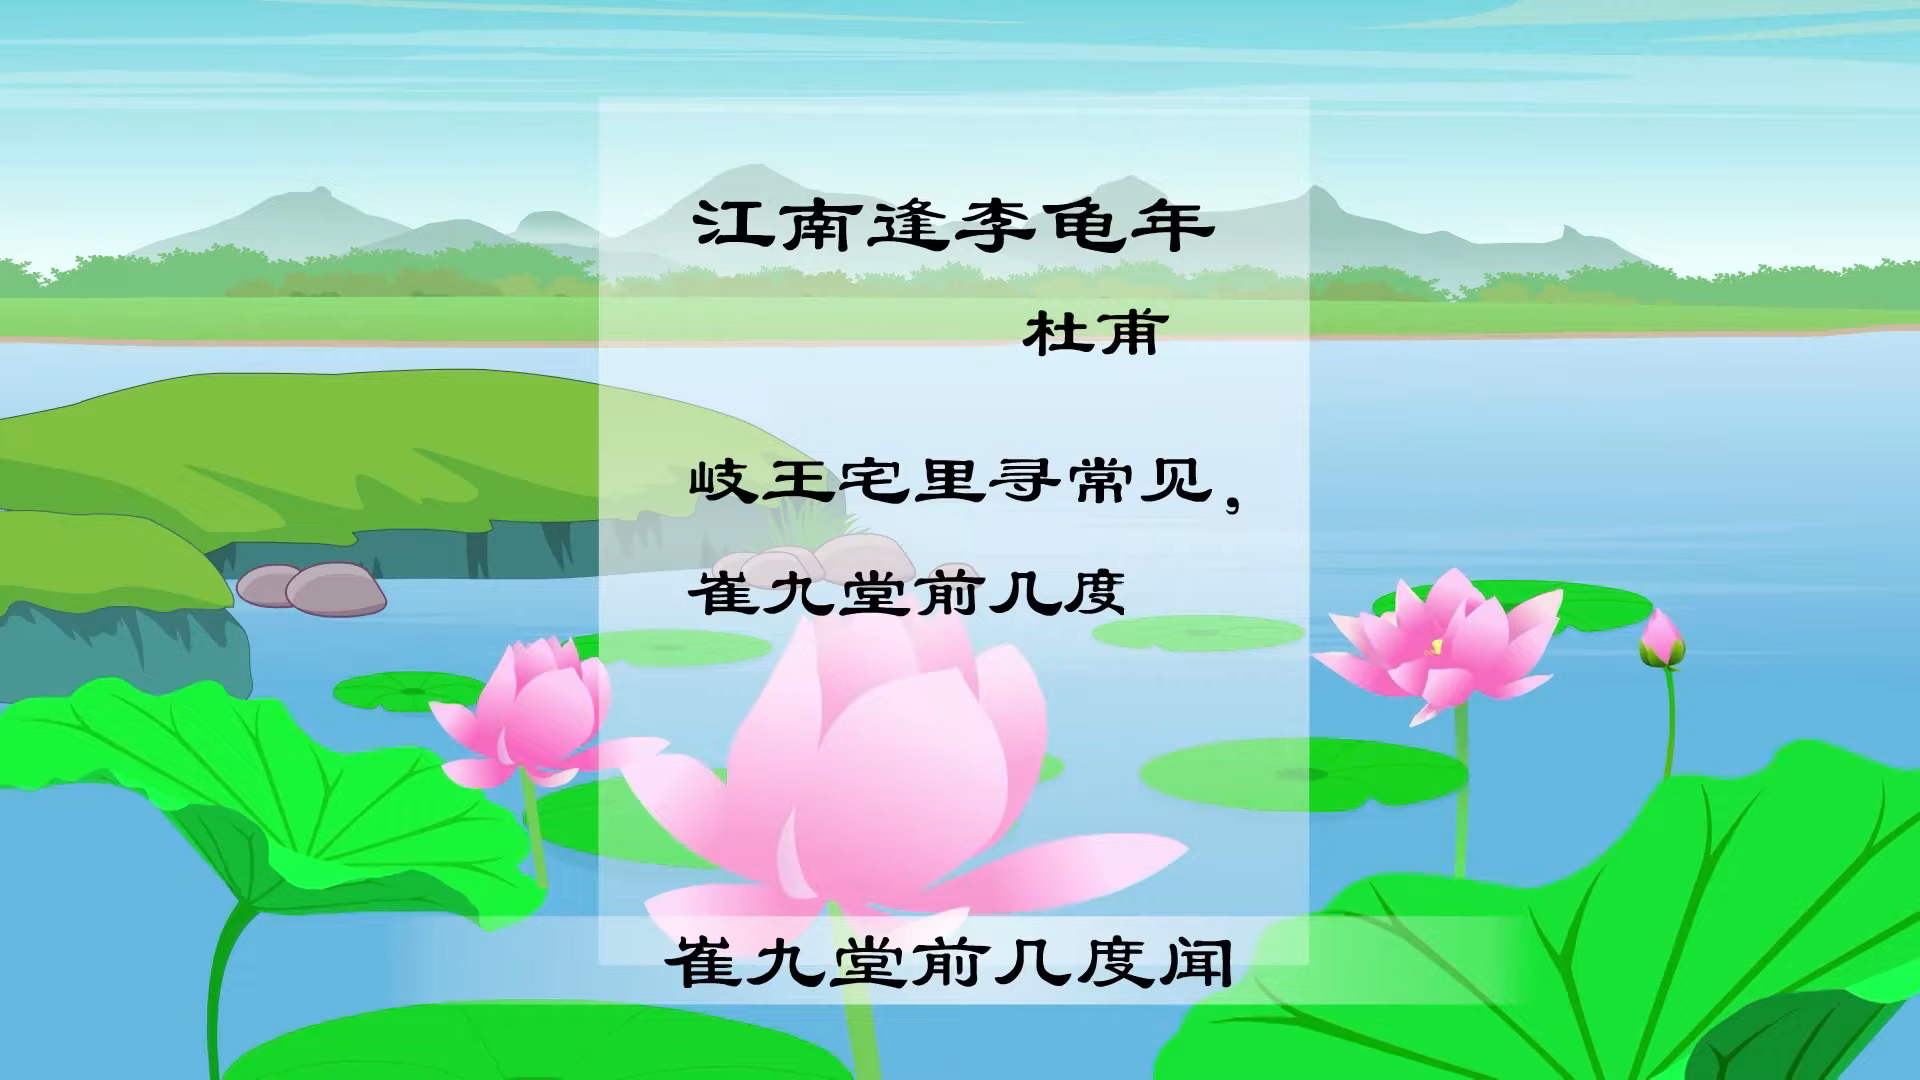 江南逢李龟年
杜甫
岐王宅里寻常见，
崔九堂前几度
崔九堂前几度闻